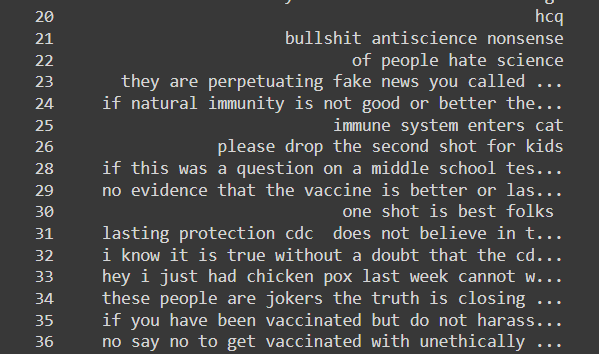 20 hcq
21 bullshit antiscience nonsense
22 of people hate science
23 they are perpetuating fake news you called ...
24 if natural immunity is not good or better the...
25 immune system enters cat
26 please drop the second shot for kids
28 if this was a question on a middle school tes...
29 no evidence that the vaccine is better or las...
30 one shot is best folks
31 lasting protection cdc  does not believe in t...
32 i know it is true without a doubt that the cd...
33 hey i just had chicken pox last week cannot w...
34 these people are jokers the truth is closing ...
35 if you have been vaccinated but do not harass...
36 no say no to get vaccinated with unethically ...